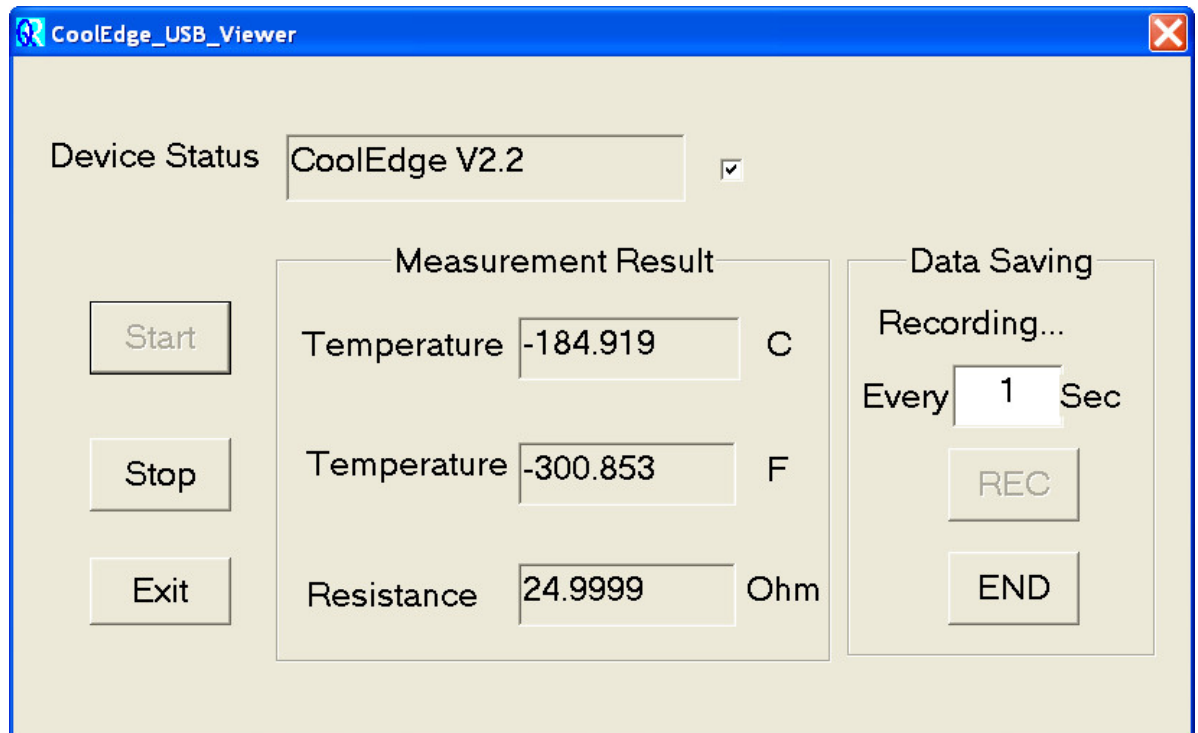 CoolEdge_USB_Viewer
Device Status CoolEdge V2.2
Measurement Result
Data Saving
Start
Temperature -184.919 C
Recording...
Every 1 Sec
Stop
Temperature -300.853 F
REC
Exit
Resistance 24.9999 Ohm
END